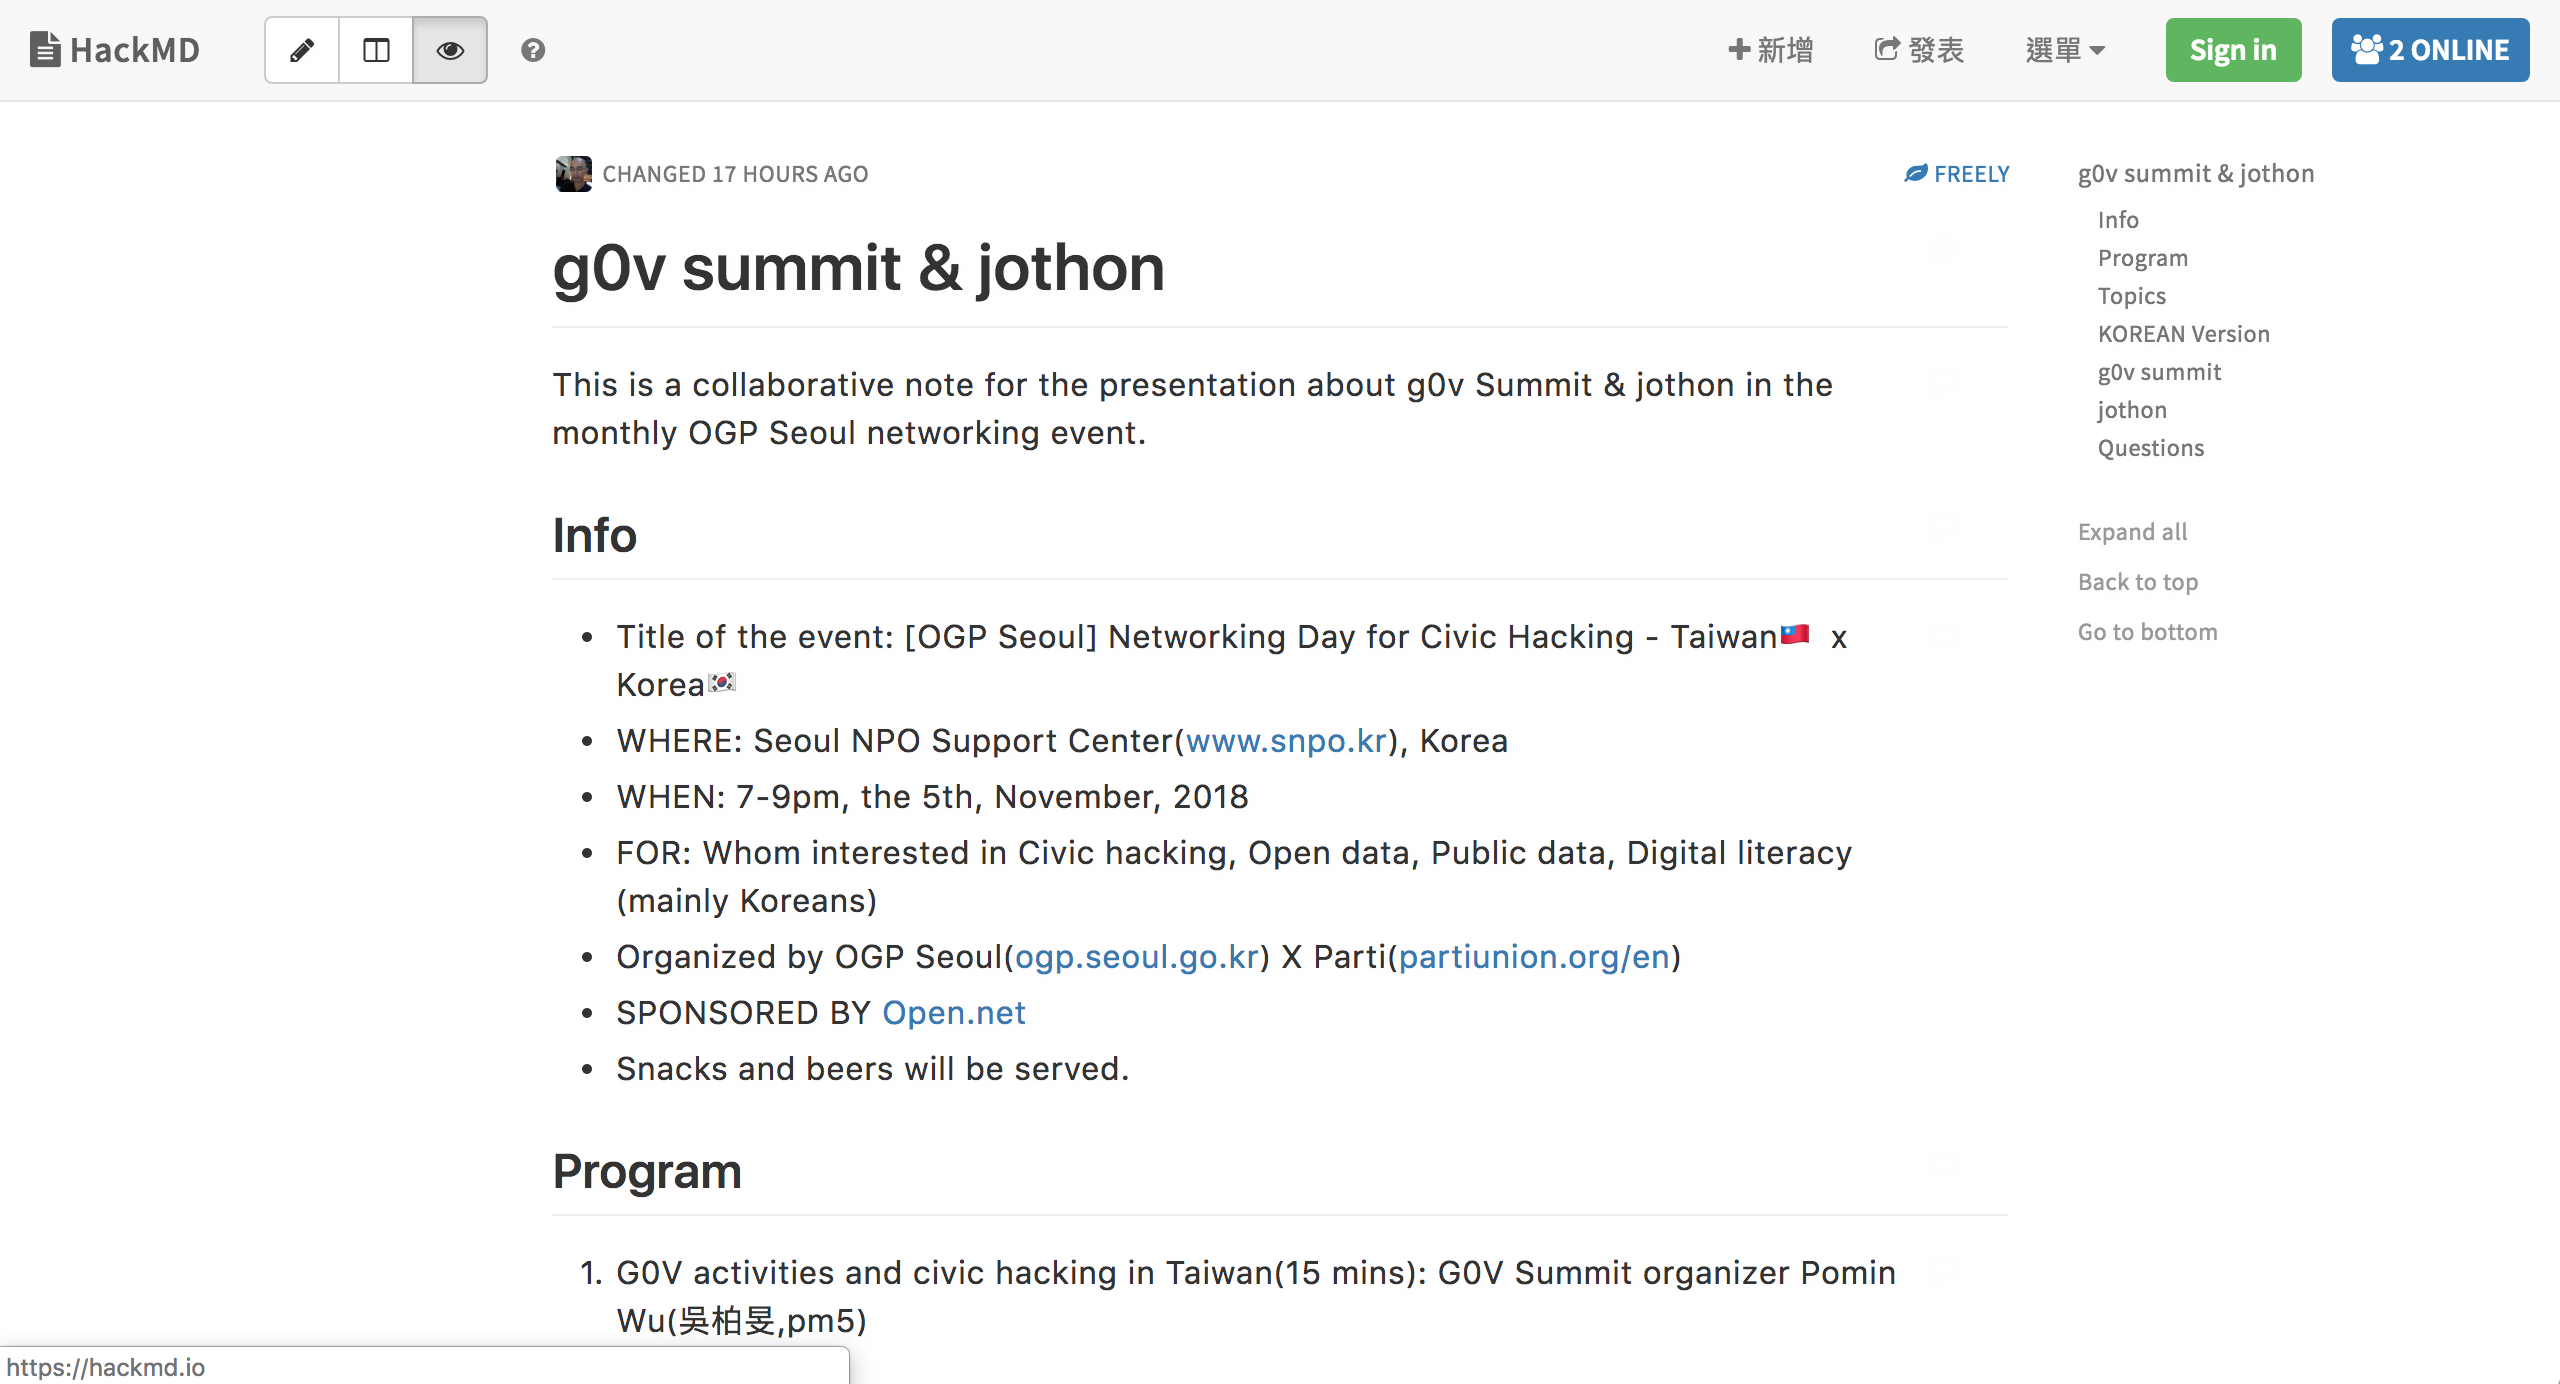 HackMD
新增
發表
選單
Sign in
2 ONLINE
CHANGED 17 HOURS AGO
FREELY
g0v summit & jothon
This is a collaborative note for the presentation about g0v Summit & jothon in the
monthly OGP Seoul networking event.
Info
• Title of the event: [OGP Seoul] Networking Day for Civic Hacking - Taiwan🇹🇼 x
Korea🇰🇷
• WHERE: Seoul NPO Support Center(www.snpo.kr), Korea
• WHEN: 7-9pm, the 5th, November, 2018
• FOR: Whom interested in Civic hacking, Open data, Public data, Digital literacy
(mainly Koreans)
• Organized by OGP Seoul(ogp.seoul.go.kr) X Parti(partiunion.org/en)
• SPONSORED BY Open.net
• Snacks and beers will be served.
Program
1. G0V activities and civic hacking in Taiwan(15 mins): G0V Summit organizer Pomin
Wu(吳柏旻,pm5)
g0v summit & jothon
Info
Program
Topics
KOREAN Version
g0v summit
jothon
Questions
Expand all
Back to top
Go to bottom
https://hackmd.io